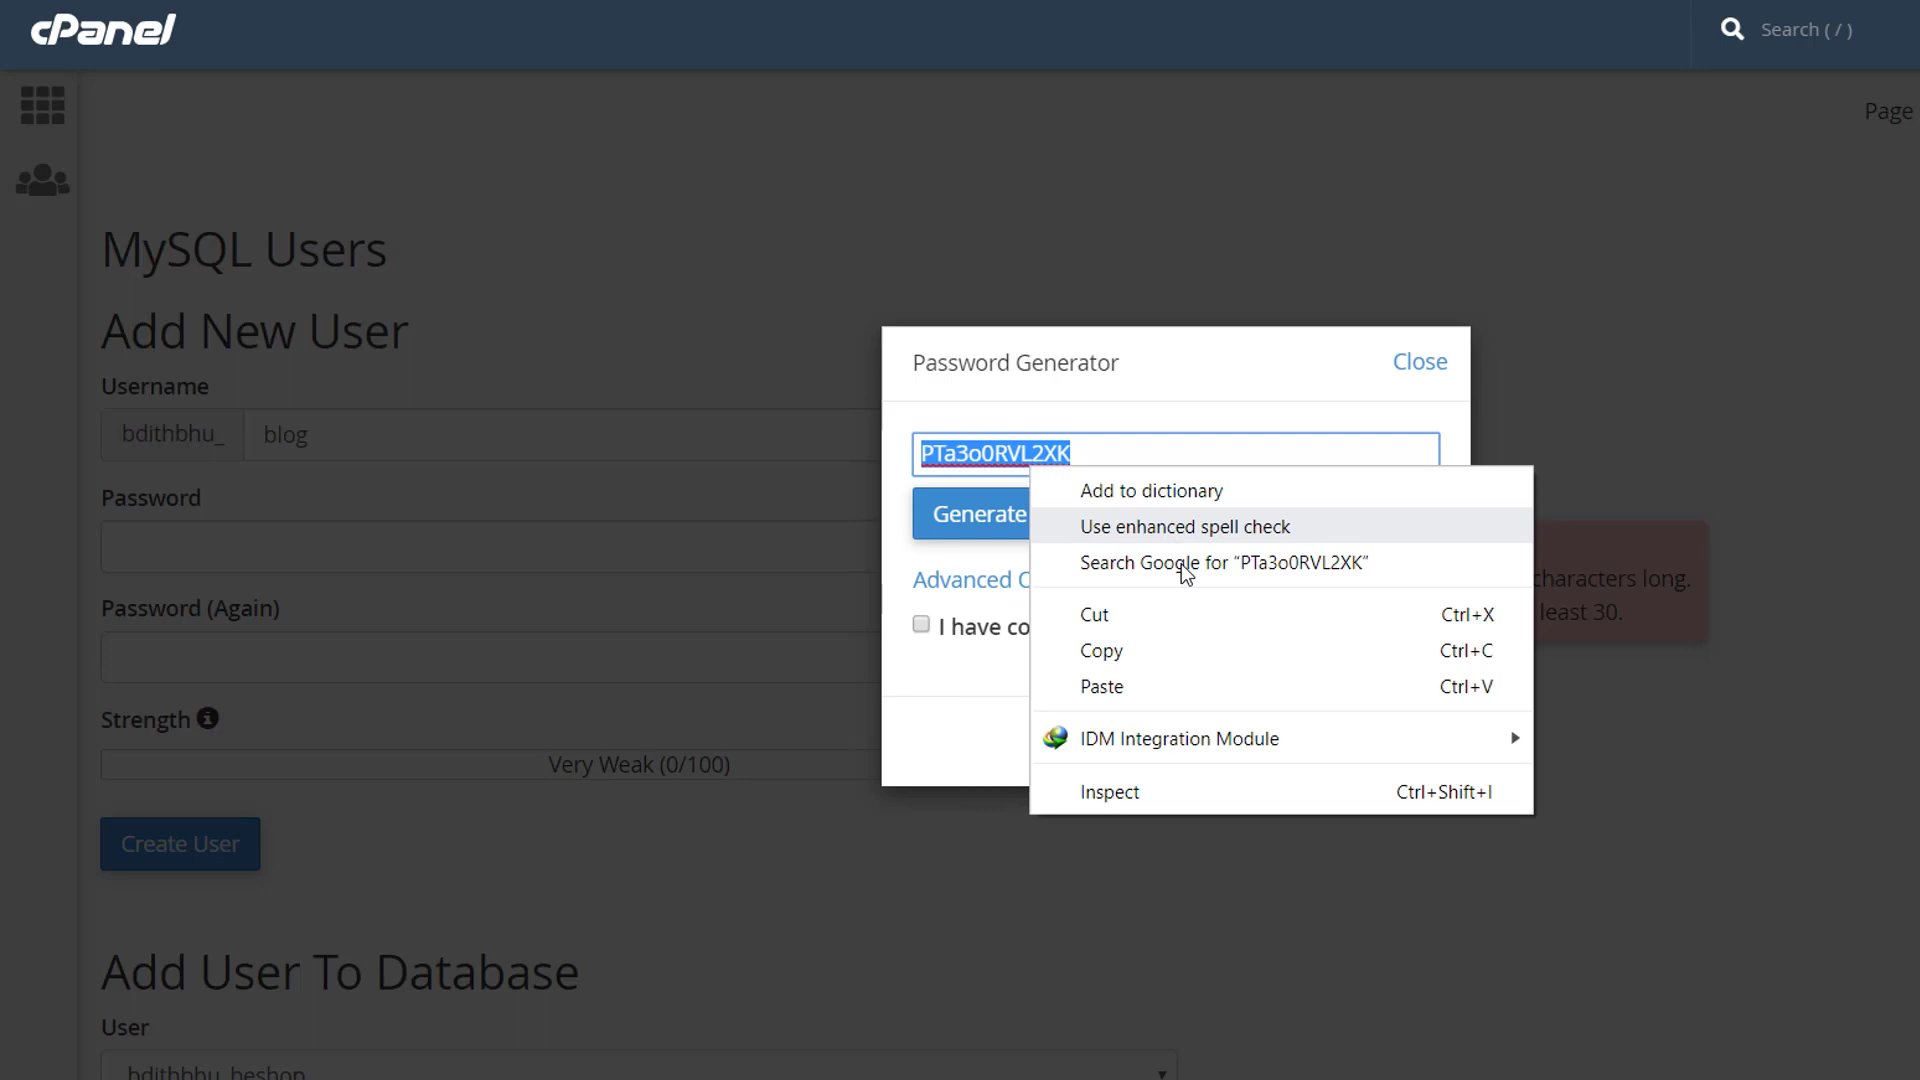 cPanel
Search ( / )
Page
MySQL Users
Add New User
Username
bdithbhu_
blog
Password
Password (Again)
Strength
Very Weak (0/100)
Create User
Add User To Database
User
bdithbhu_beshop
Password Generator
Close
PTa3o0RVL2XK
Generate
Advanced O
I have co
Add to dictionary
Use enhanced spell check
Search Google for “PTa3o0RVL2XK”
Cut Ctrl+X
Copy Ctrl+C
Paste Ctrl+V
IDM Integration Module
Inspect Ctrl+Shift+I
characters long.
least 30.